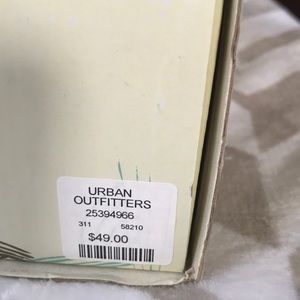 URBAN
OUTFITTERS
25394966
311 58210
$49.00